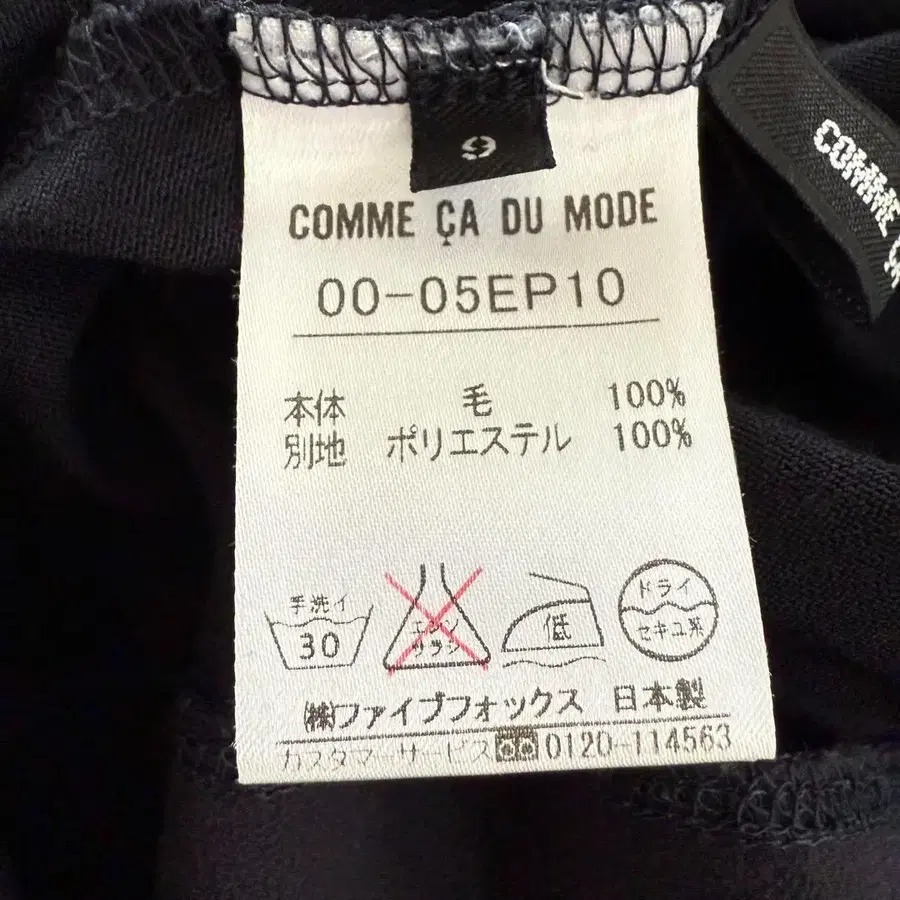 9
COMME ÇA DU MODE
00-05EP10
本体 毛 100%
別地 ポリエステル 100%
手洗イ
30
エンソ
サラシ
低
ドライ
セキユ系
㈱ファイブフォックス 日本製
カスタマーサービス 0120-114563
COMME ÇA